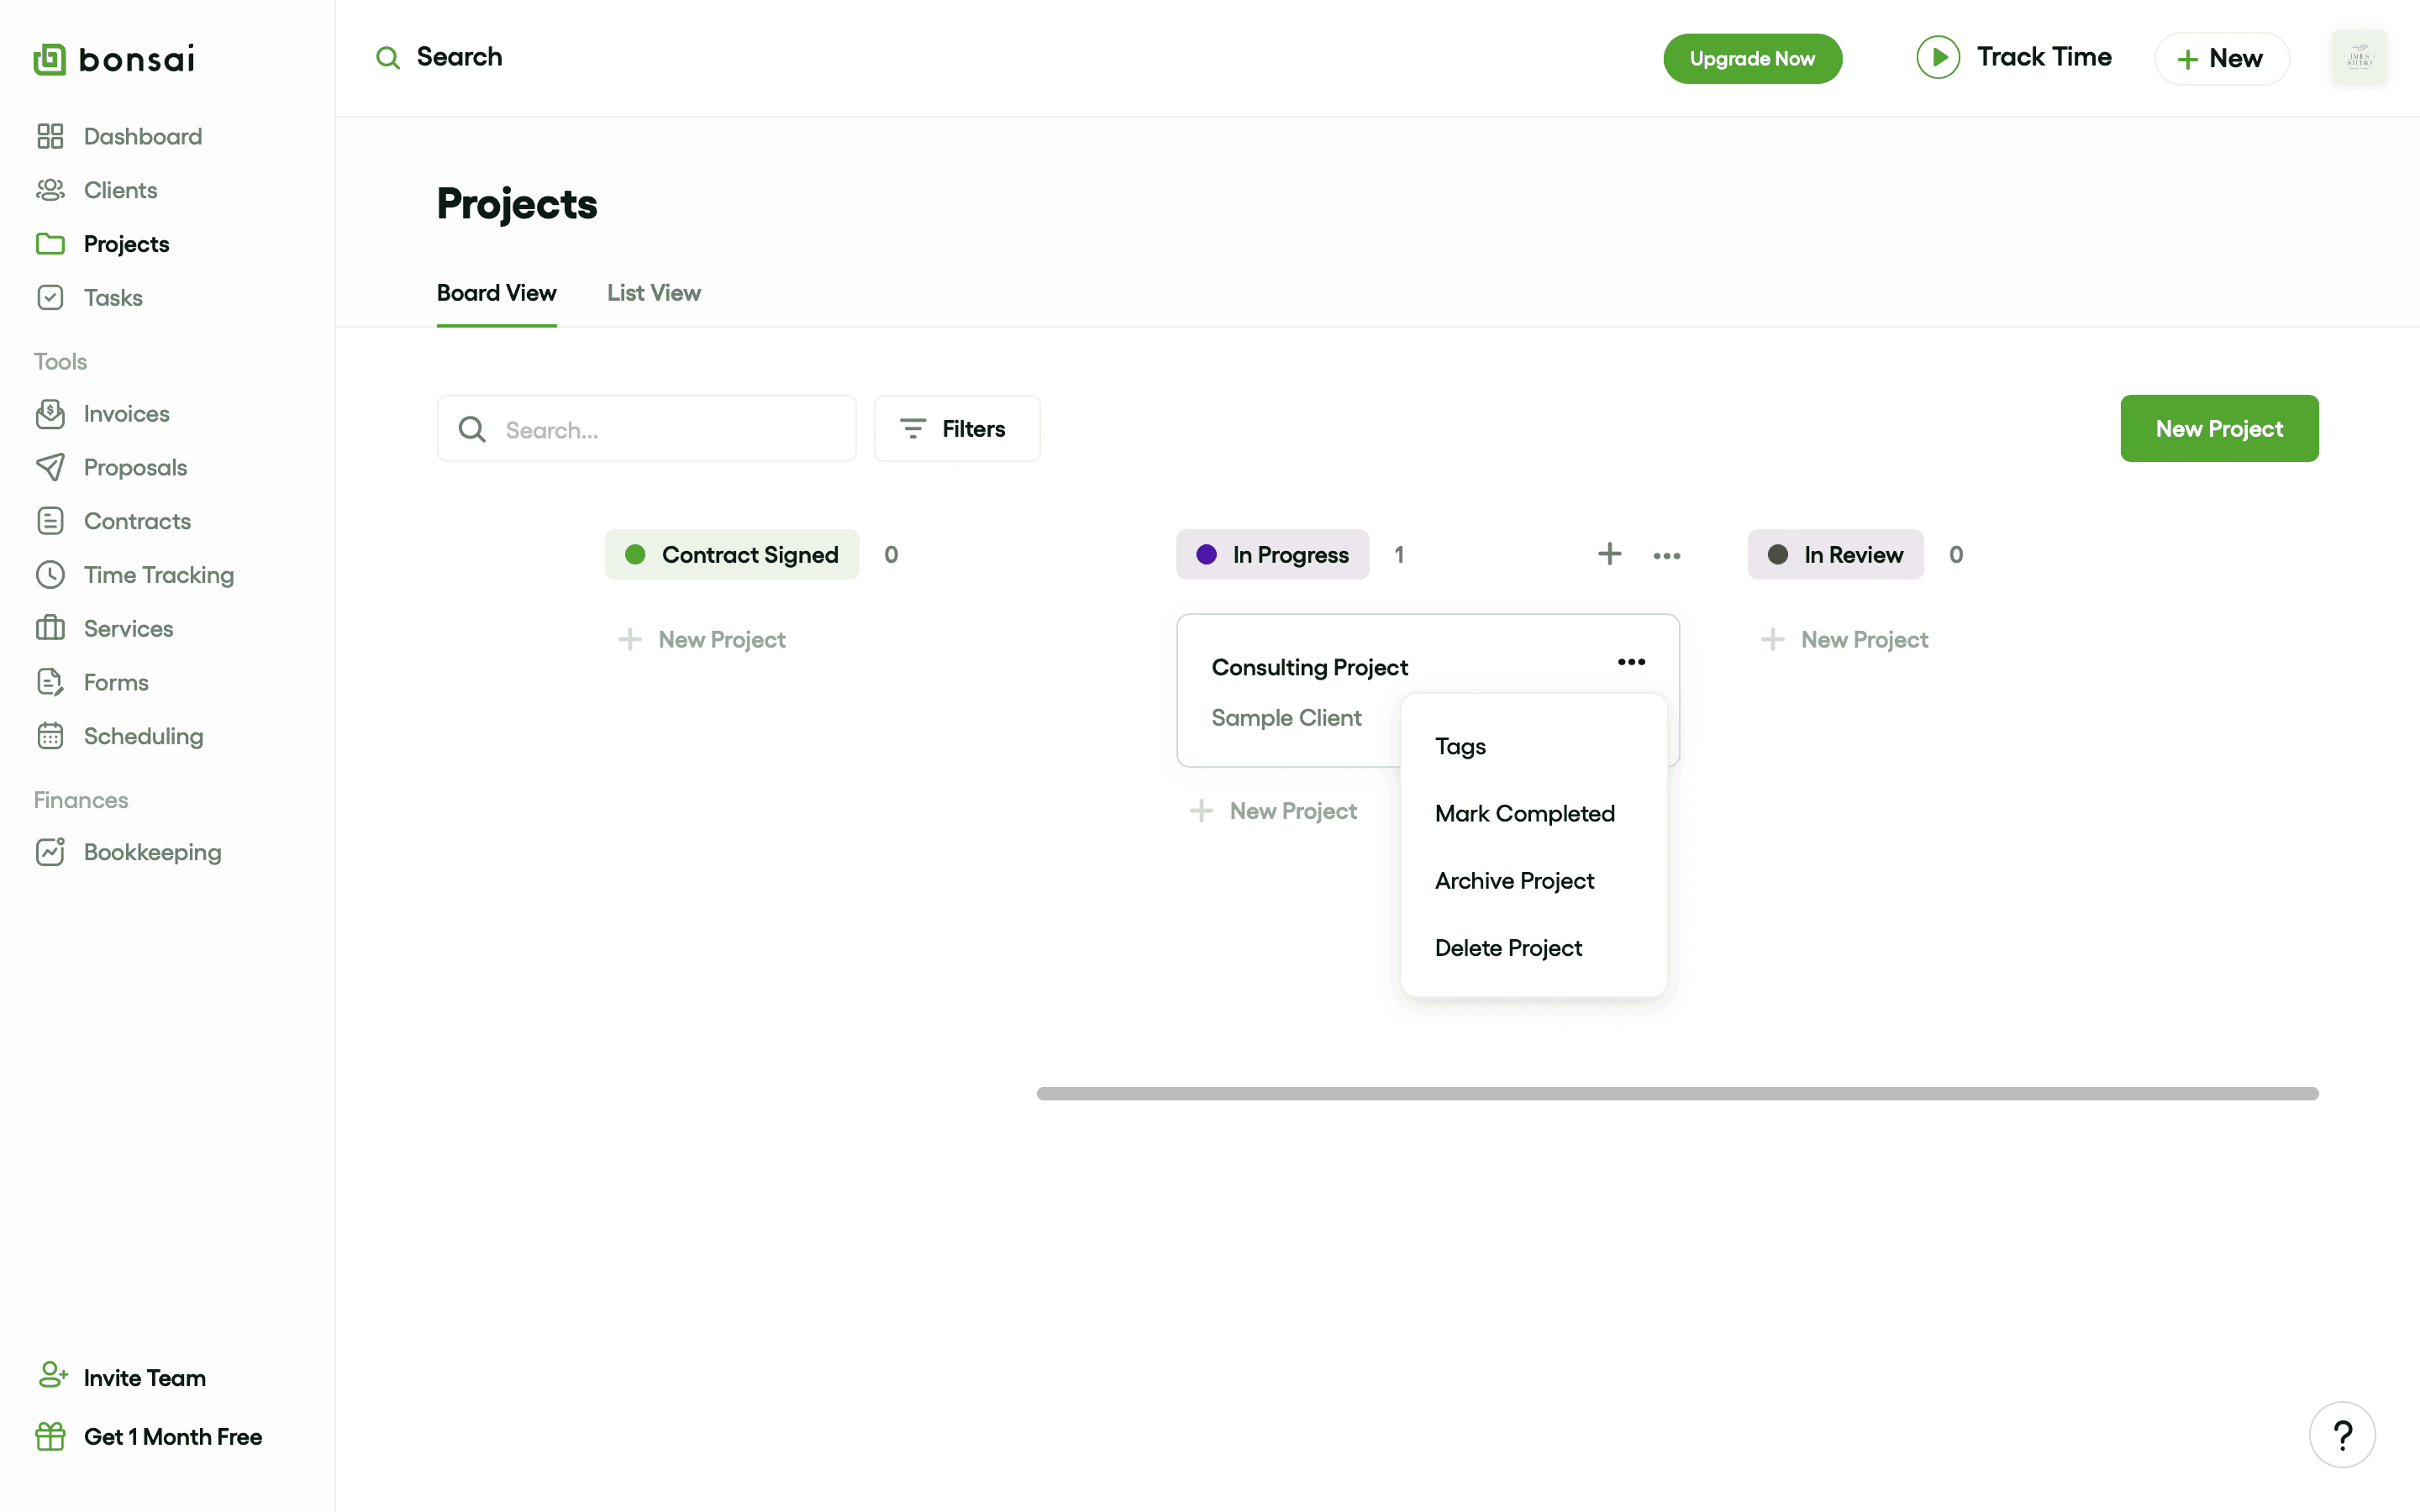 bonsai
Search
Upgrade Now
Track Time
New
Dashboard
Clients
Projects
Tasks
Tools
Invoices
Proposals
Contracts
Time Tracking
Services
Forms
Scheduling
Finances
Bookkeeping
Invite Team
Get 1 Month Free
Projects
Board View
List View
Search...
Filters
New Project
Contract Signed 0
New Project
In Progress 1
Consulting Project
Sample Client
Tags
Mark Completed
Archive Project
Delete Project
New Project
In Review 0
New Project
?